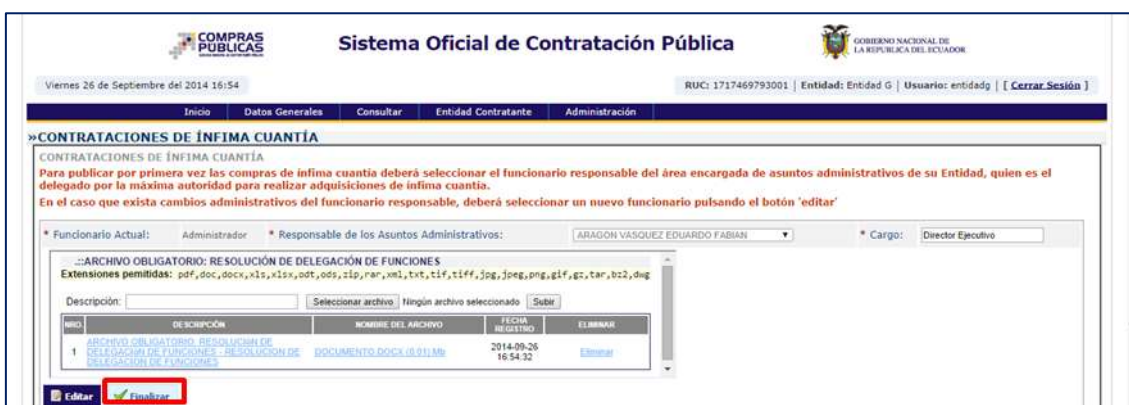 COMPRAS
PÚBLICAS
Sistema Oficial de Contratación Pública
GOBIERNO NACIONAL DE
LA REPUBLICA DEL ECUADOR
Viernes 26 de Septiembre del 2014 16:54
RUC: 1717469793001 | Entidad: Entidad G | Usuario: entidadg | [ Cerrar Sesión ]
Inicio Datos Generales Consultar Entidad Contratante Administración
»CONTRATACIONES DE ÍNFIMA CUANTÍA
CONTRATACIONES DE ÍNFIMA CUANTÍA
Para publicar por primera vez las compras de ínfima cuantía deberá seleccionar el funcionario responsable del área encargada de asuntos administrativos de su Entidad, quien es el
delegado por la máxima autoridad para realizar adquisiciones de ínfima cuantía.
En el caso que exista cambios administrativos del funcionario responsable, deberá seleccionar un nuevo funcionario pulsando el botón 'editar'
* Funcionario Actual: Administrador * Responsable de los Asuntos Administrativos: ARAGON VASQUEZ EDUARDO FABIAN * Cargo: Director Ejecutivo
.::ARCHIVO OBLIGATORIO: RESOLUCIÓN DE DELEGACIÓN DE FUNCIONES
Extensiones pemitidas: pdf,doc,docx,xls,xlsx,odt,ods,zip,rar,xml,txt,tif,tiff,jpg,jpeg,png,gif,gz,tar,bz2,dwg
Descripción: Seleccionar archivo Ningún archivo seleccionado Subir
NRO. DESCRIPCIÓN NOMBRE DEL ARCHIVO FECHA REGISTRO ELIMINAR
1 ARCHIVO OBLIGATORIO: RESOLUCIóN DE DELEGACIóN DE FUNCIONES - RESOLUCION DE DELEGACION DE FUNCIONES DOCUMENTO.DOCX (0.01) Mb 2014-09-26 16:54:32 Eliminar
Editar Finalizar